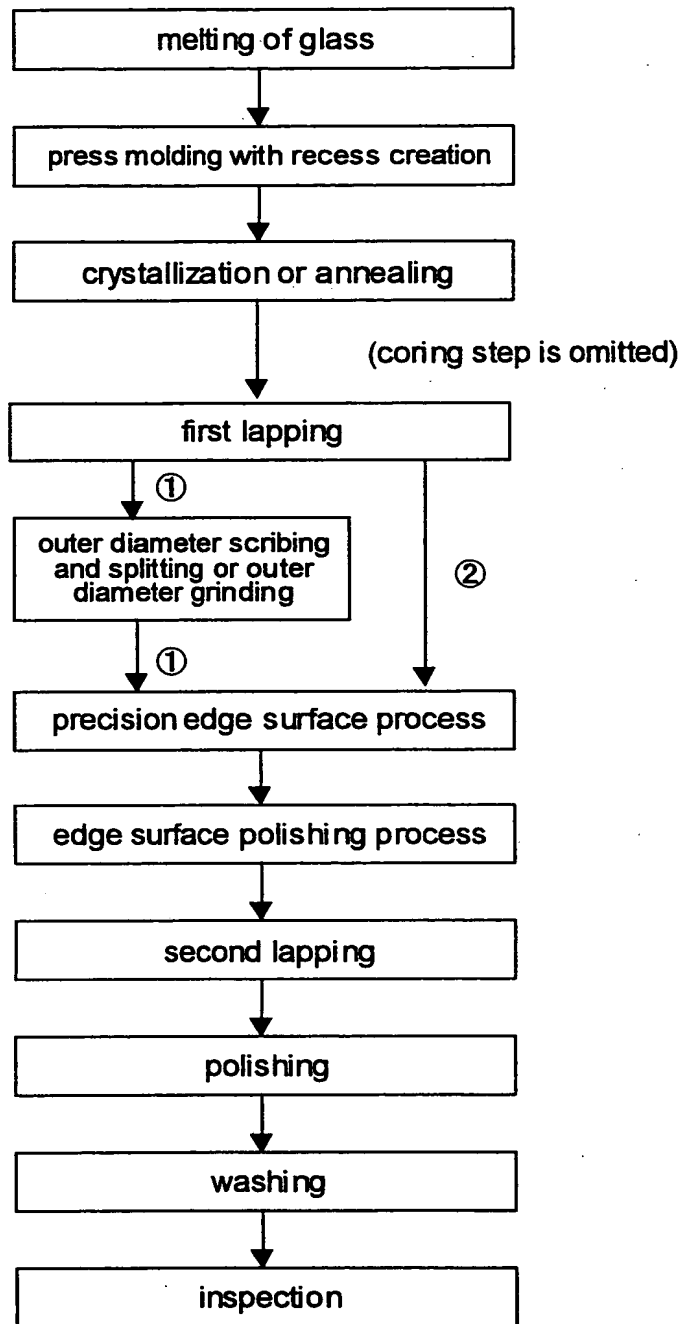 melting of glass
press molding with recess creation
crystallization or annealing
(coring step is omitted)
first lapping
①
outer diameter scribing
and splitting or outer
diameter grinding
②
①
precision edge surface process
edge surface polishing process
second lapping
polishing
washing
inspection